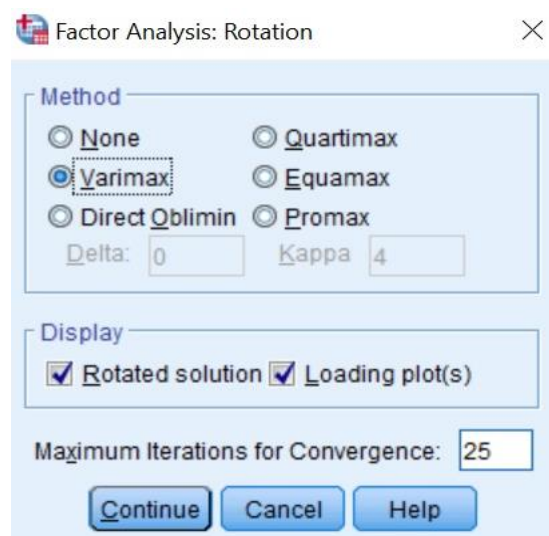 Factor Analysis: Rotation
Method
None Quartimax
Varimax Equamax
Direct Oblimin Promax
Delta: 0 Kappa 4
Display
Rotated solution Loading plot(s)
Maximum Iterations for Convergence: 25
Continue Cancel Help